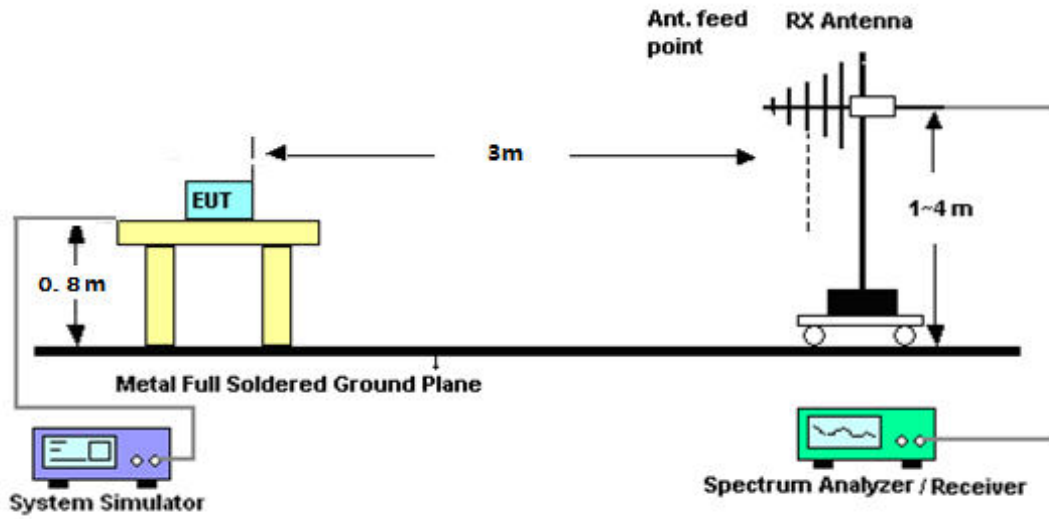 Ant. feed
point
RX Antenna
3m
EUT
1~4 m
0. 8 m
Metal Full Soldered Ground Plane
System Simulator
Spectrum Analyzer / Receiver